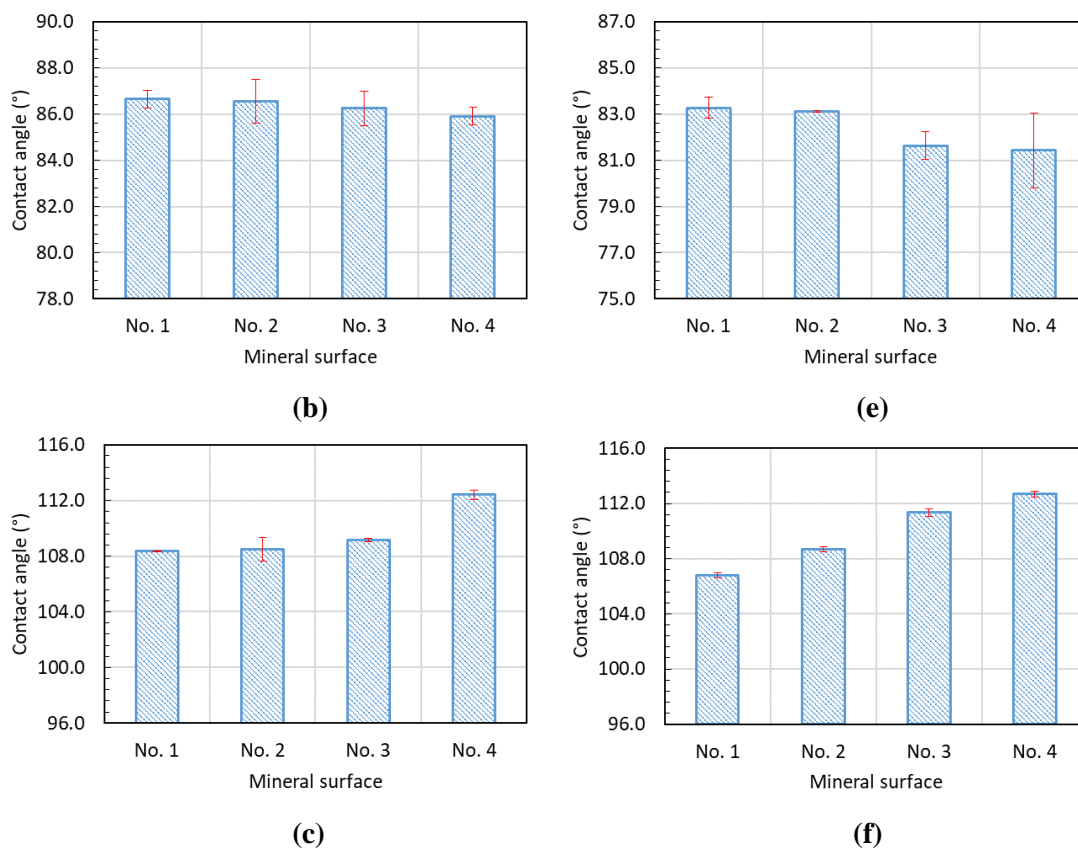 90.0
88.0
86.0
84.0
82.0
80.0
78.0
Contact angle (°)
No. 1 No. 2 No. 3 No. 4
Mineral surface
(b)
87.0
85.0
83.0
81.0
79.0
77.0
75.0
Contact angle (°)
No. 1 No. 2 No. 3 No. 4
Mineral surface
(e)
116.0
112.0
108.0
104.0
100.0
96.0
Contact angle (°)
No. 1 No. 2 No. 3 No. 4
Mineral surface
(c)
116.0
112.0
108.0
104.0
100.0
96.0
Contact angle (°)
No. 1 No. 2 No. 3 No. 4
Mineral surface
(f)